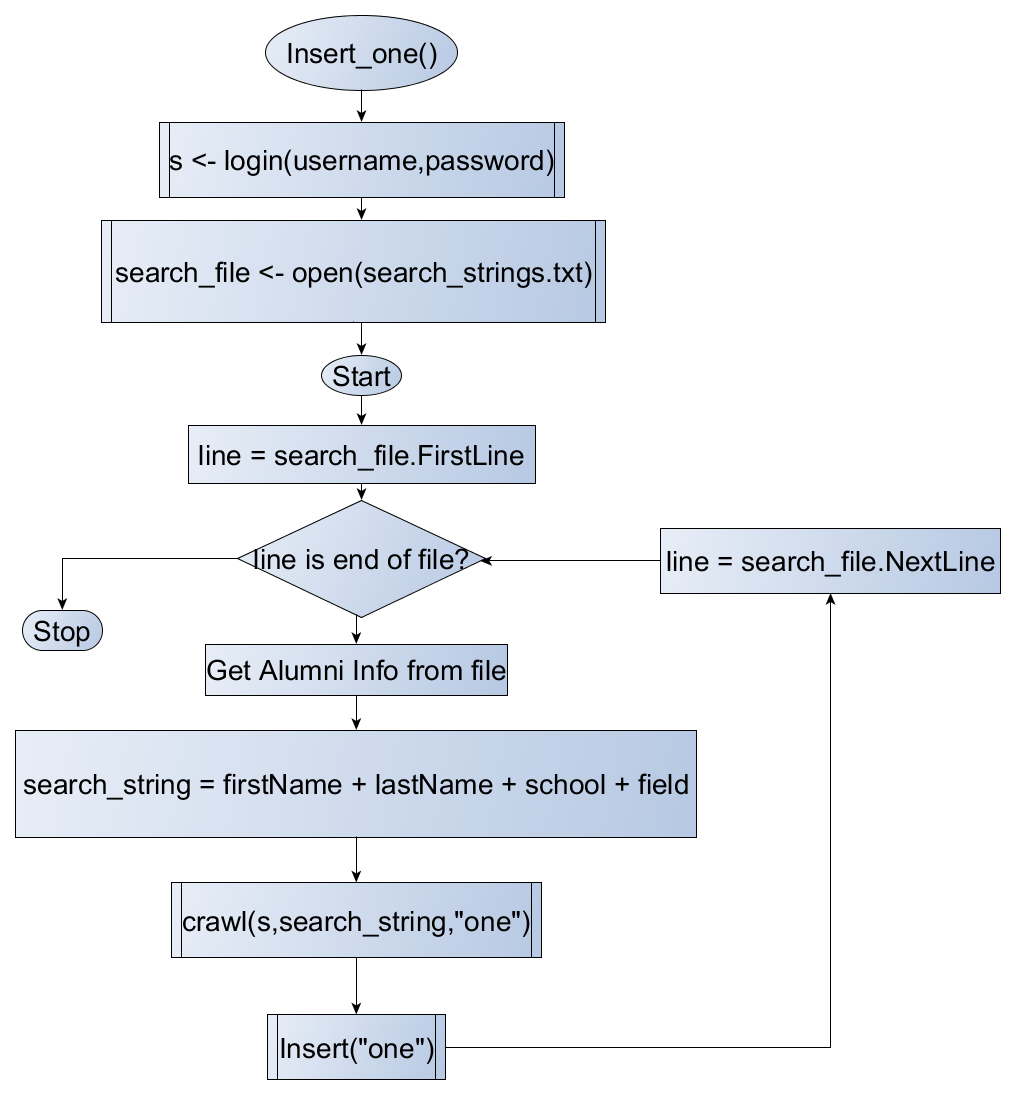 Insert_one()
s <- login(username,password)
search_file <- open(search_strings.txt)
Start
line = search_file.FirstLine
line is end of file?
line = search_file.NextLine
Stop
Get Alumni Info from file
search_string = firstName + lastName + school + field
crawl(s,search_string,"one")
Insert("one")